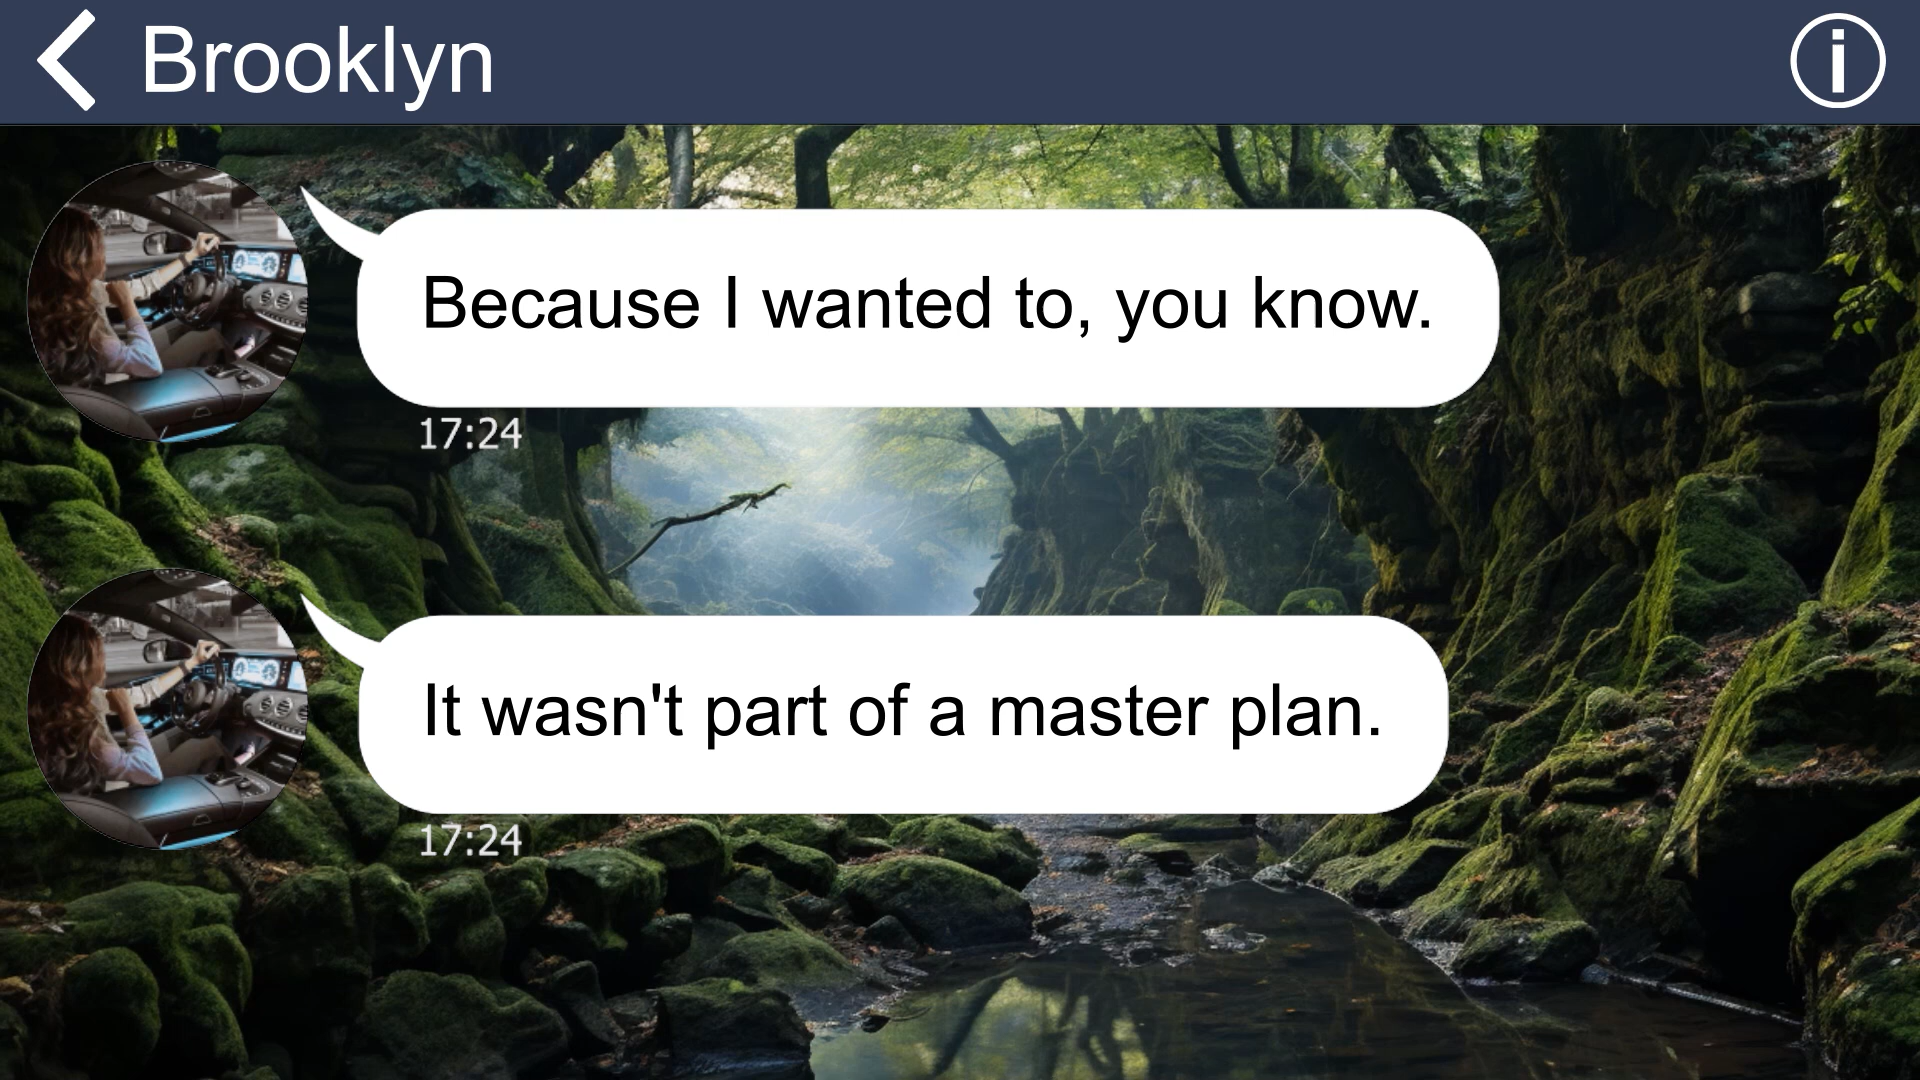 Brooklyn
Because I wanted to, you know.
17:24
It wasn't part of a master plan.
17:24